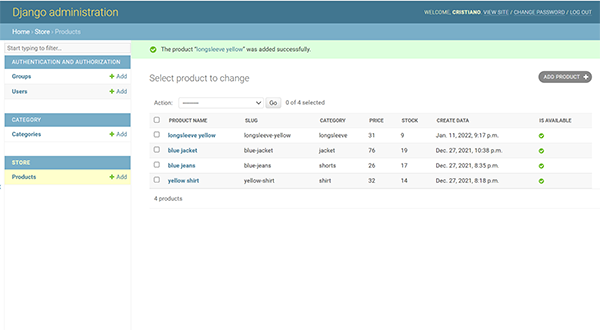 Django administration
WELCOME, CRISTIANO. VIEW SITE / CHANGE PASSWORD / LOG OUT
Home › Store › Products
Start typing to filter...
AUTHENTICATION AND AUTHORIZATION
Groups + Add
Users + Add
CATEGORY
Categories + Add
STORE
Products + Add
The product “longsleeve yellow” was added successfully.
Select product to change
ADD PRODUCT +
Action: --------- Go 0 of 4 selected
PRODUCT NAME SLUG CATEGORY PRICE STOCK CREATE DATA IS AVAILABLE
longsleeve yellow longsleeve-yellow longsleeve 31 9 Jan. 11, 2022, 9:17 p.m.
blue jacket blue-jacket jacket 76 19 Dec. 27, 2021, 10:38 p.m.
blue jeans blue-jeans shorts 26 17 Dec. 27, 2021, 8:35 p.m.
yellow shirt yellow-shirt shirt 32 14 Dec. 27, 2021, 8:18 p.m.
4 products